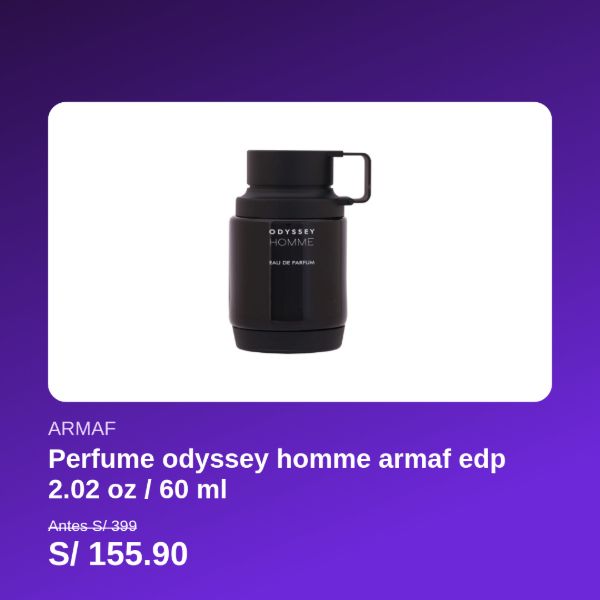 ODYSSEY
HOMME
EAU DE PARFUM
ARMAF
Perfume odyssey homme armaf edp
2.02 oz / 60 ml
Antes S/ 399
S/ 155.90